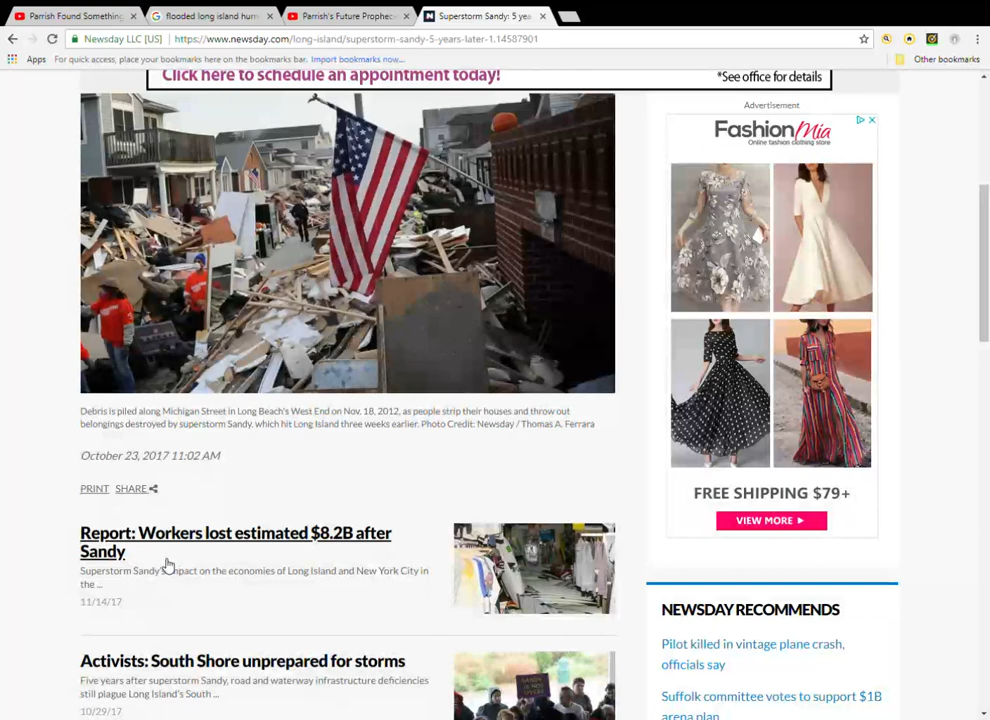 Parrish Found Something
flooded long island hurr
Parrish's Future Prophec
Superstorm Sandy: 5 yea
Newsday LLC [US]
https://www.newsday.com/long-island/superstorm-sandy-5-years-later-1.14587901
Apps
For quick access, place your bookmarks here on the bookmarks bar. Import bookmarks now...
Other bookmarks
Click here to schedule an appointment today!
*See office for details
Debris is piled along Michigan Street in Long Beach's West End on Nov. 18, 2012, as people strip their houses and throw out
belongings destroyed by superstorm Sandy, which hit Long Island three weeks earlier. Photo Credit: Newsday / Thomas A. Ferrara
October 23, 2017 11:02 AM
PRINT SHARE
Report: Workers lost estimated $8.2B after
Sandy
Superstorm Sandy's impact on the economies of Long Island and New York City in
the ...
11/14/17
Activists: South Shore unprepared for storms
Five years after superstorm Sandy, road and waterway infrastructure deficiencies
still plague Long Island's South ...
10/29/17
Advertisement
FashionMia
Online fashion clothing store
FREE SHIPPING $79+
VIEW MORE
NEWSDAY RECOMMENDS
Pilot killed in vintage plane crash,
officials say
Suffolk committee votes to support $1B
arena plan